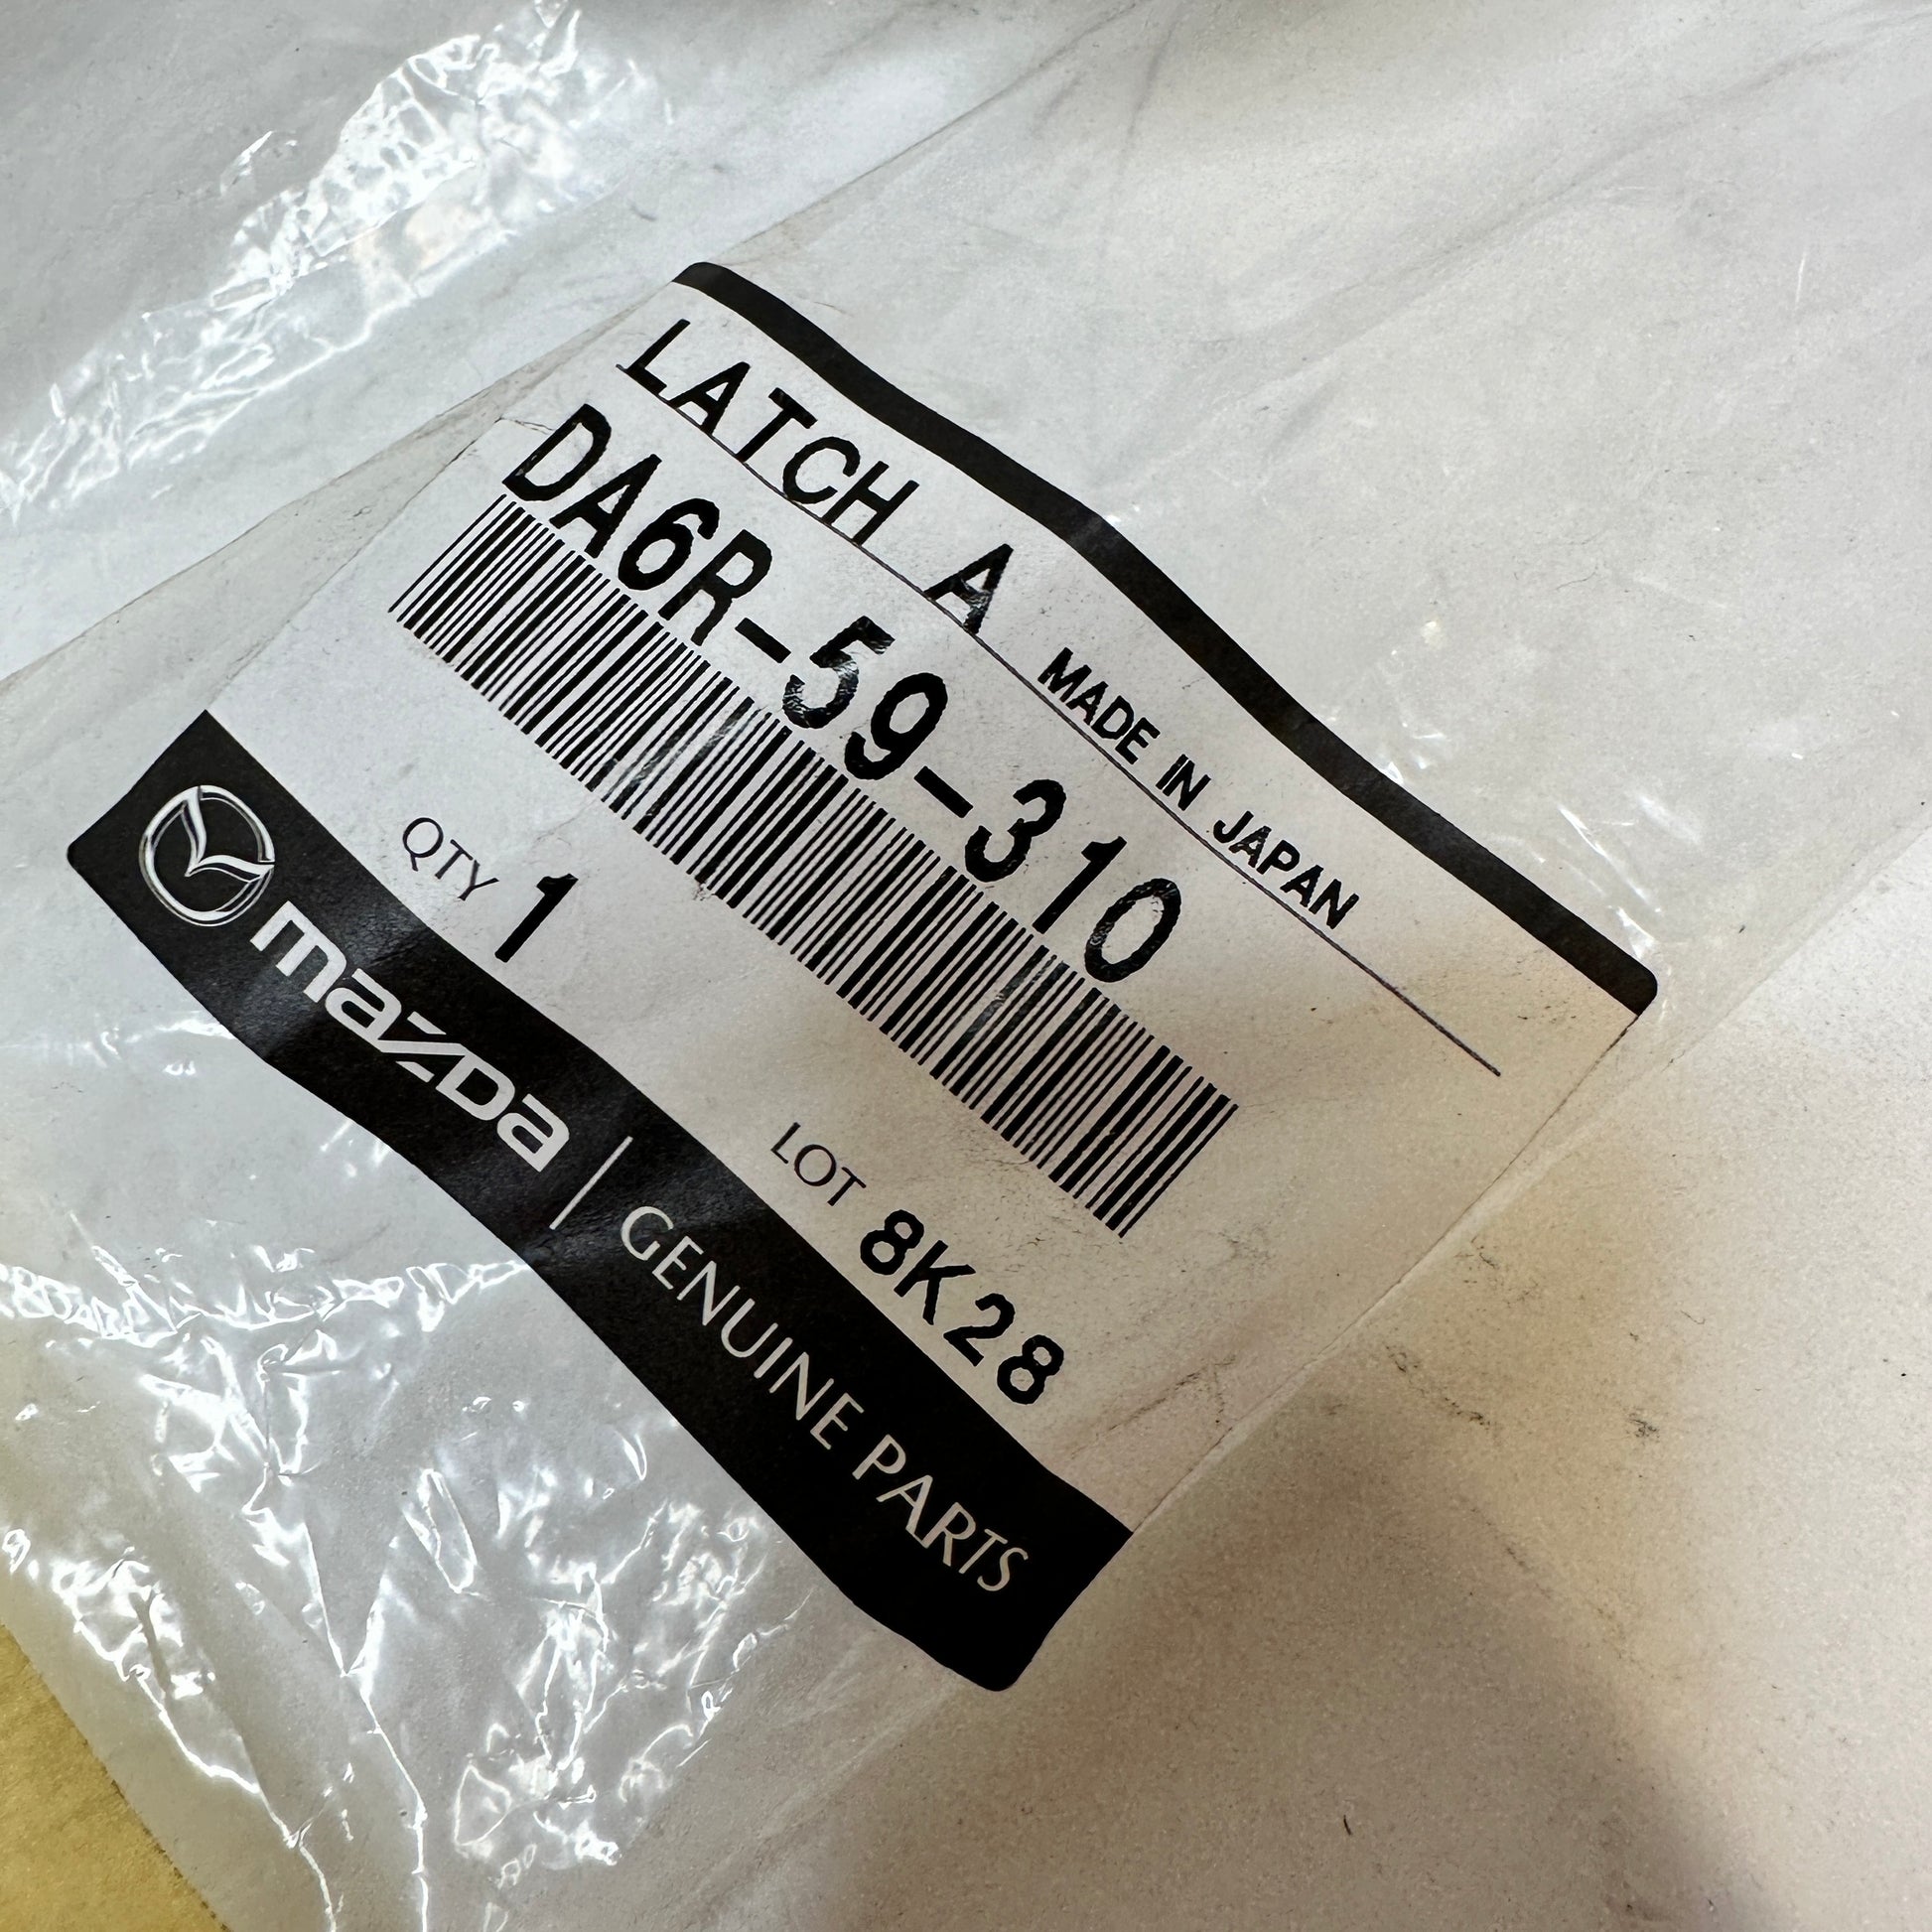 LATCH A MADE IN JAPAN
DA6R-59-310
QTY 1 LOT 8K28
mazda | GENUINE PARTS